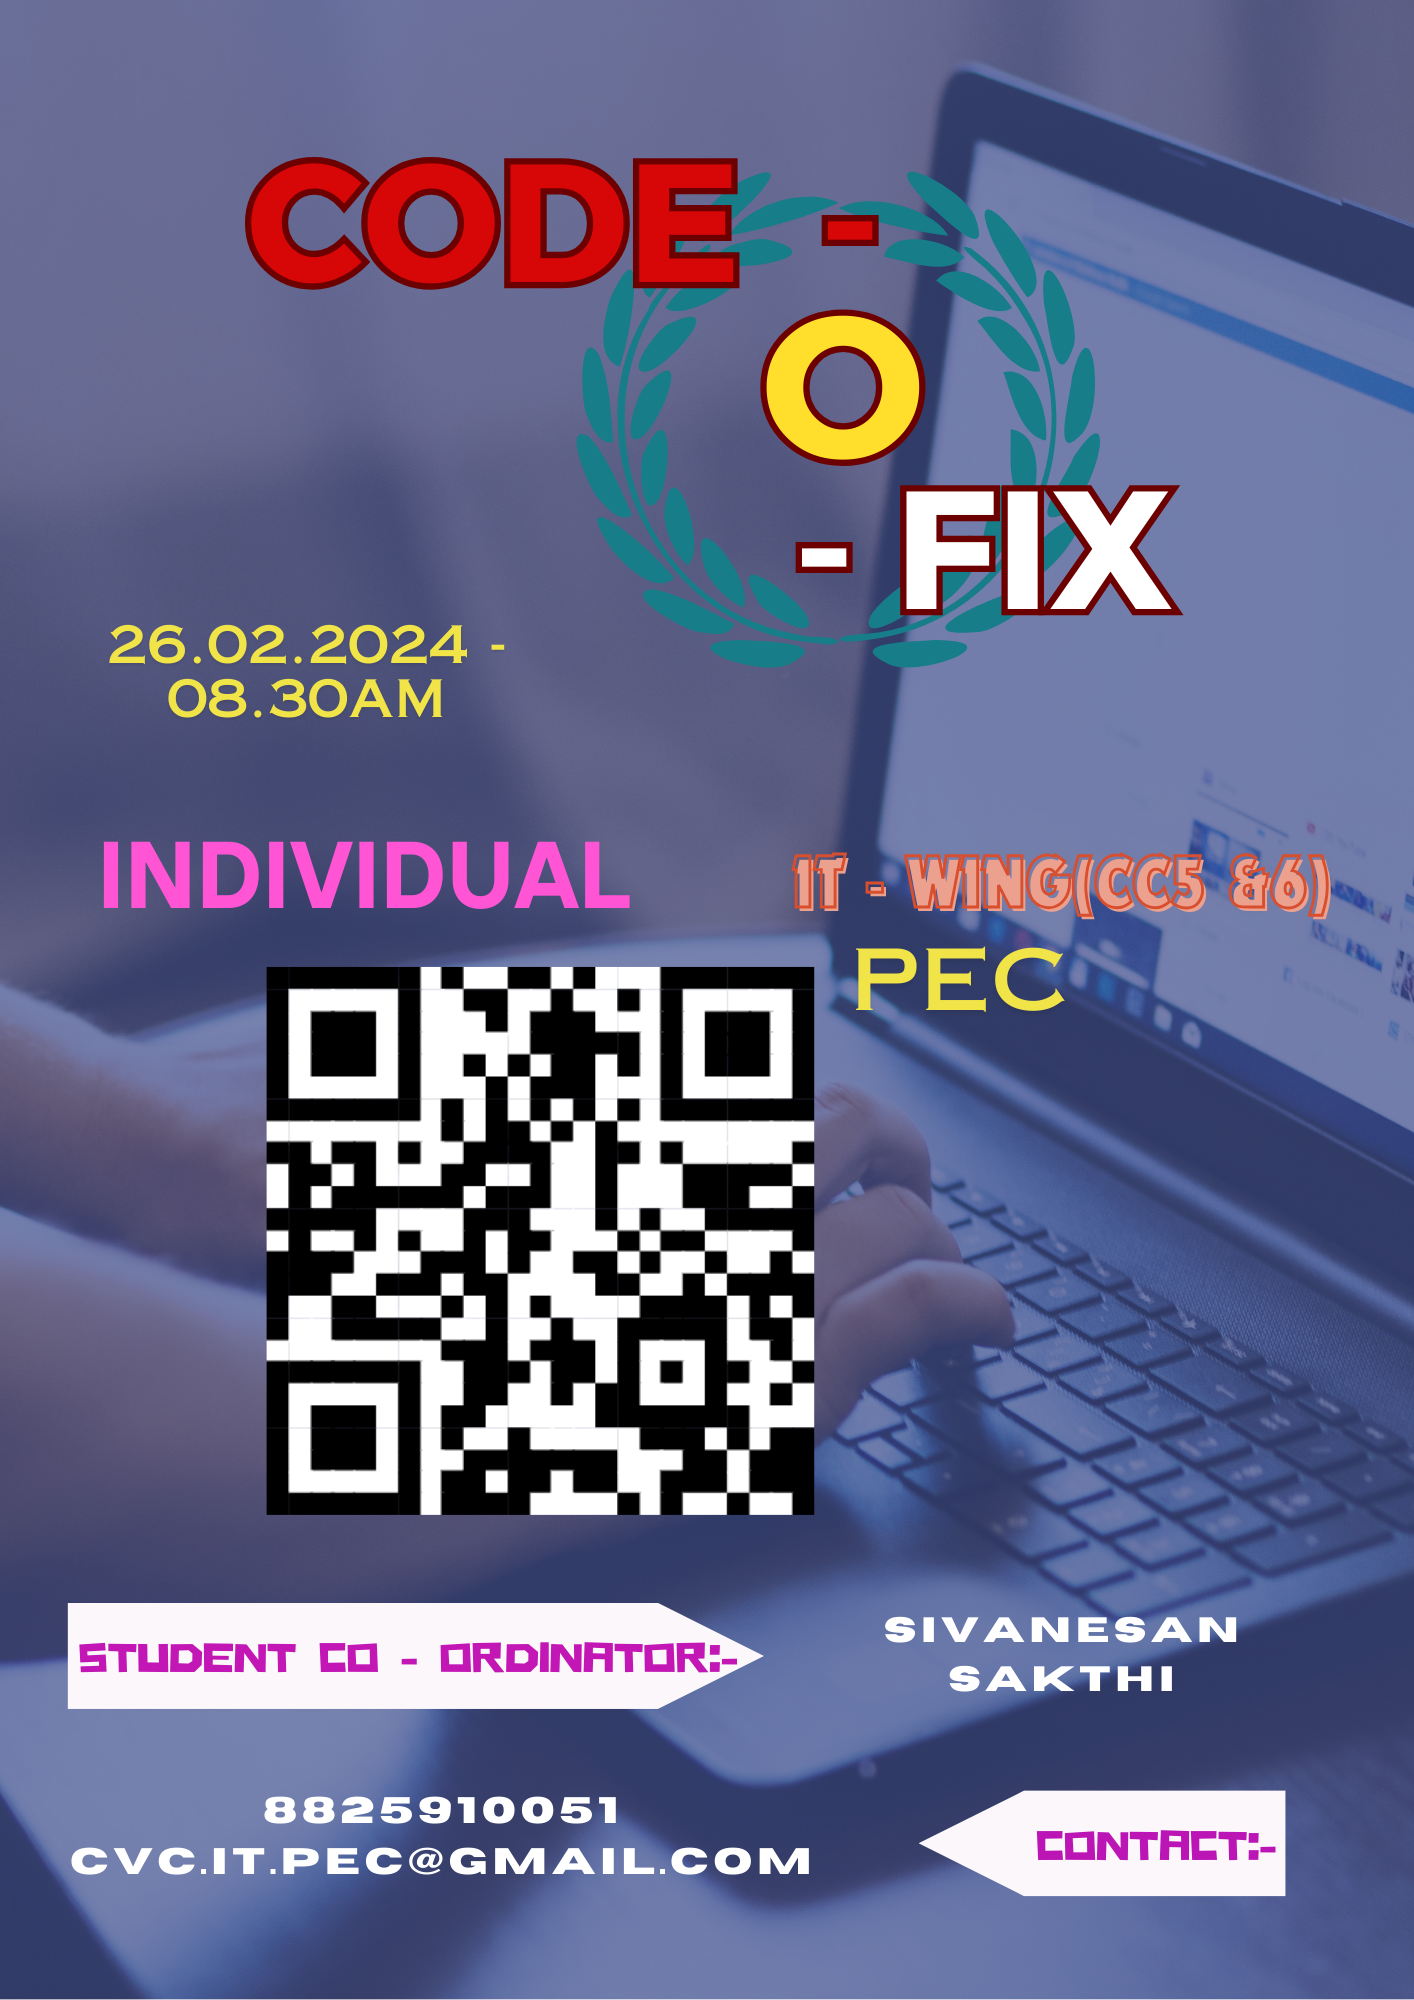 CODE -
O
- FIX
26.02.2024 -
08.30AM
INDIVIDUAL
IT - WING(CC5 &6)
PEC
STUDENT CO - ORDINATOR:-
SIVANESAN
SAKTHI
8825910051
CVC.IT.PEC@GMAIL.COM
CONTACT:-